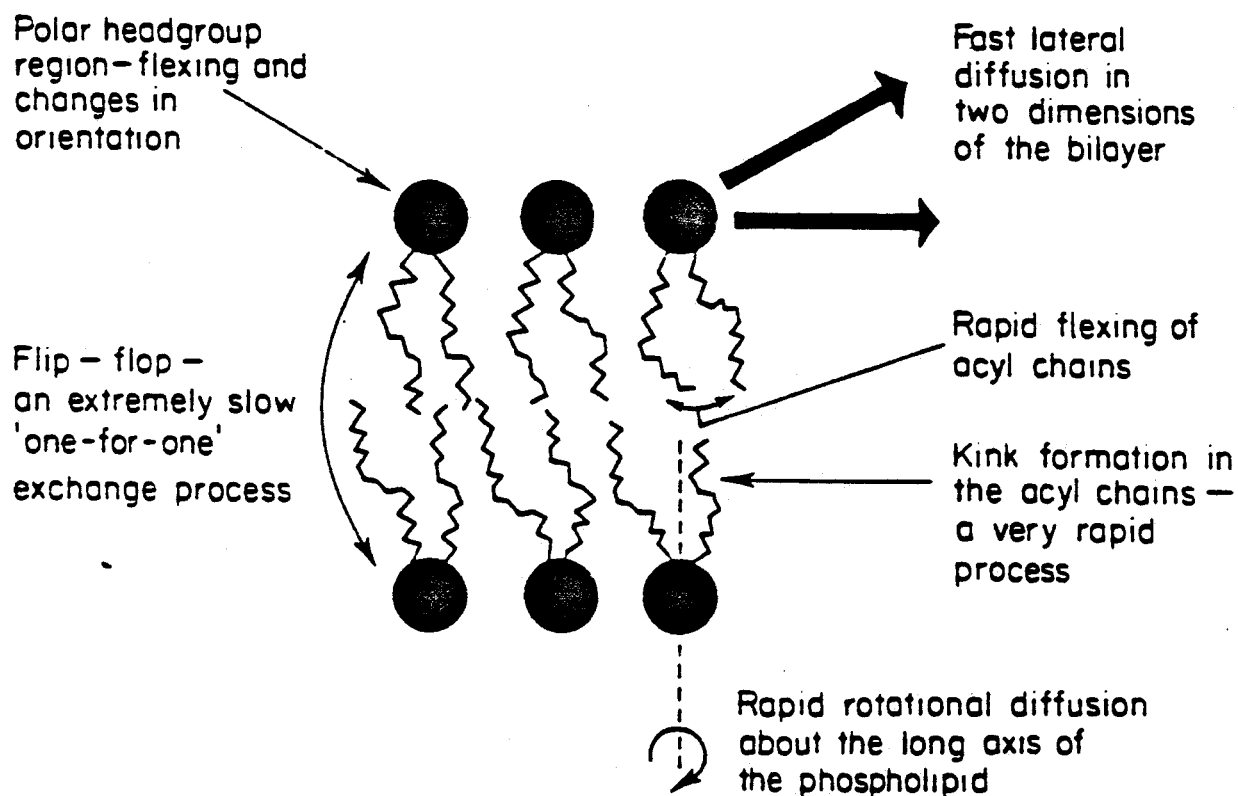 Polar headgroup
region-flexing and
changes in
orientation
Fast lateral
diffusion in
two dimensions
of the bilayer
Rapid flexing of
acyl chains
Flip – flop –
an extremely slow
'one-for-one'
exchange process
Kink formation in
the acyl chains –
a very rapid
process
Rapid rotational diffusion
about the long axis of
the phospholipid